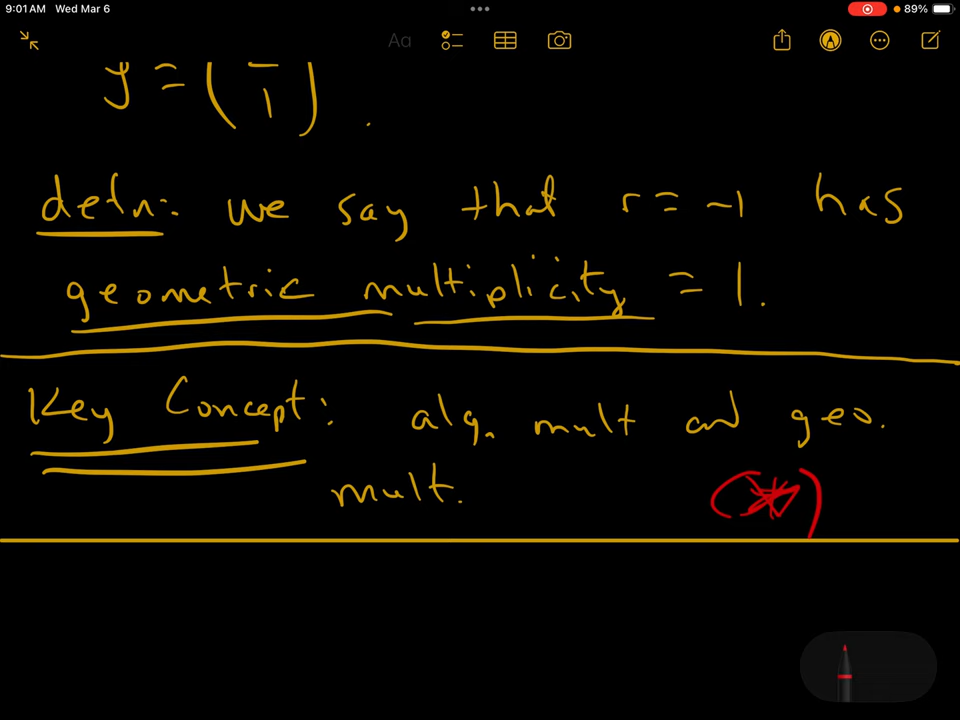 9:01 AM Wed Mar 6
89%
Aa
y = ( 1 ) .
defn: we say that r = -1 has
geometric multiplicity = 1.
Key Concept: alg. mult and geo.
mult. (*)